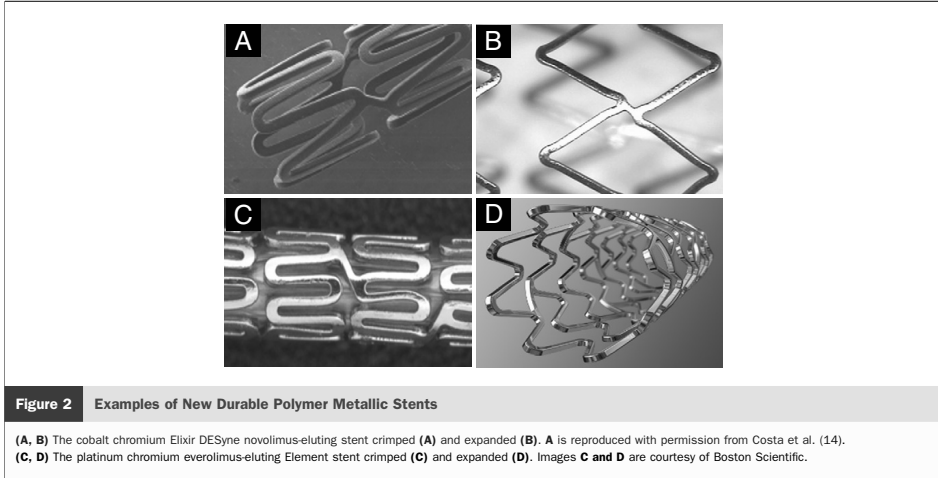 A
B
C
D
Figure 2 Examples of New Durable Polymer Metallic Stents
(A, B) The cobalt chromium Elixir DESyne novolimus-eluting stent crimped (A) and expanded (B). A is reproduced with permission from Costa et al. (14).
(C, D) The platinum chromium everolimus-eluting Element stent crimped (C) and expanded (D). Images C and D are courtesy of Boston Scientific.